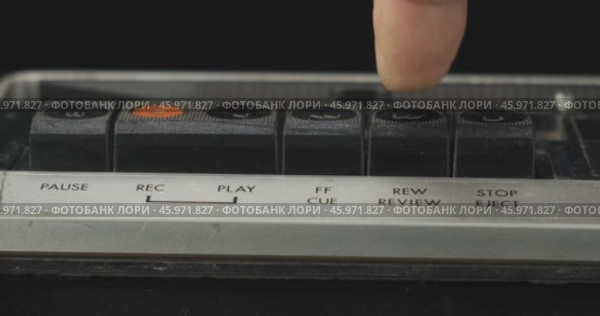 .971.827 · ФОТОБАНК ЛОРИ · 45.971.827 · ФОТОБАНК ЛОРИ · 45.971.827 · ФОТОБАНК ЛОРИ · 45.971.827 · ФОТОБ
PAUSE REC PLAY FF REW STOP
CUE REVIEW EJECT
.971.827 · ФОТОБАНК ЛОРИ · 45.971.827 · ФОТОБАНК ЛОРИ · 45.971.827 · ФОТОБАНК ЛОРИ · 45.971.827 · ФОТОБ